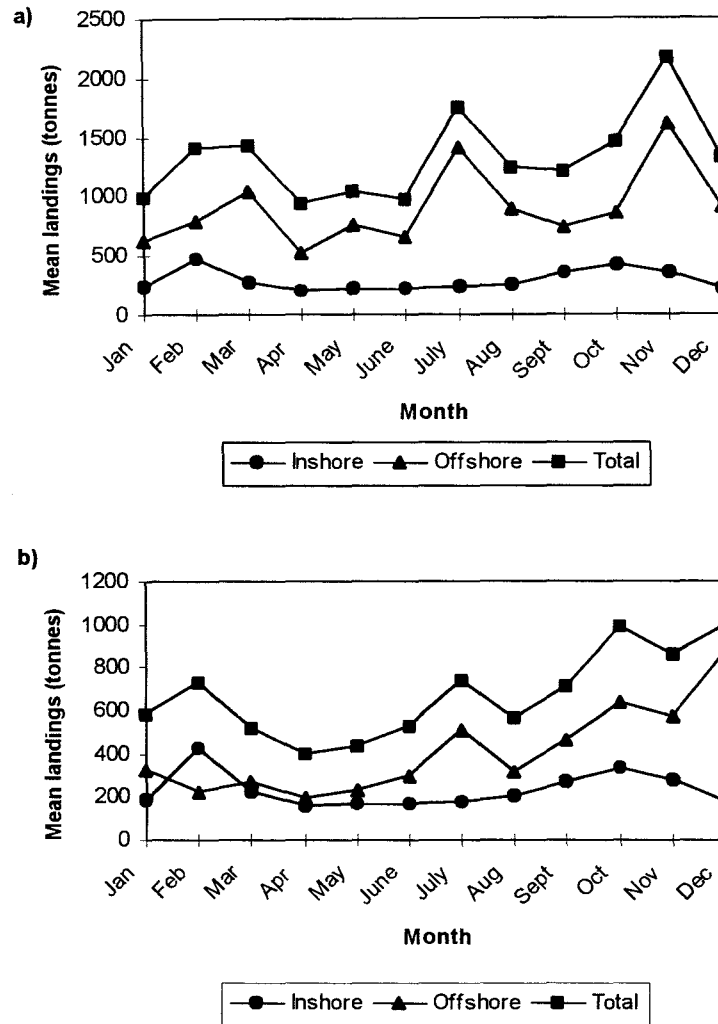 a)
Mean landings (tonnes)
2500
2000
1500
1000
500
0
Jan Feb Mar Apr May June July Aug Sept Oct Nov Dec
Month
Inshore Offshore Total
b)
Mean landings (tonnes)
1200
1000
800
600
400
200
0
Jan Feb Mar Apr May June July Aug Sept Oct Nov Dec
Month
Inshore Offshore Total